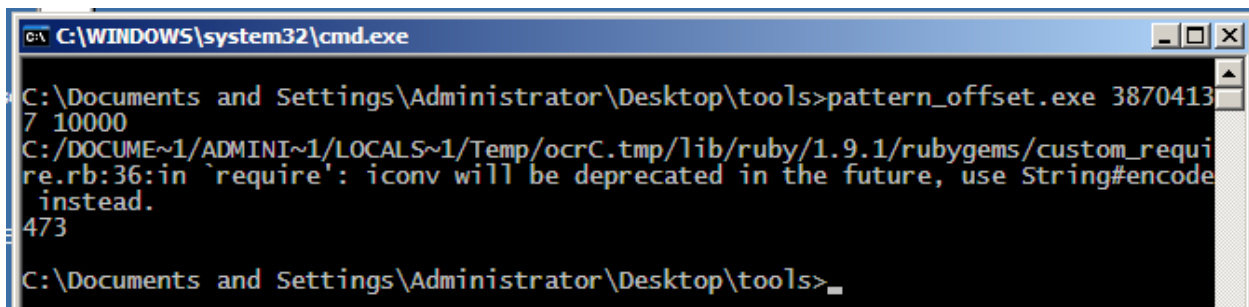 C:\WINDOWS\system32\cmd.exe
C:\Documents and Settings\Administrator\Desktop\tools>pattern_offset.exe 3870413
7 10000
C:/DOCUME~1/ADMINI~1/LOCALS~1/Temp/ocrC.tmp/lib/ruby/1.9.1/rubygems/custom_requi
re.rb:36:in `require': iconv will be deprecated in the future, use String#encode
 instead.
473
C:\Documents and Settings\Administrator\Desktop\tools>